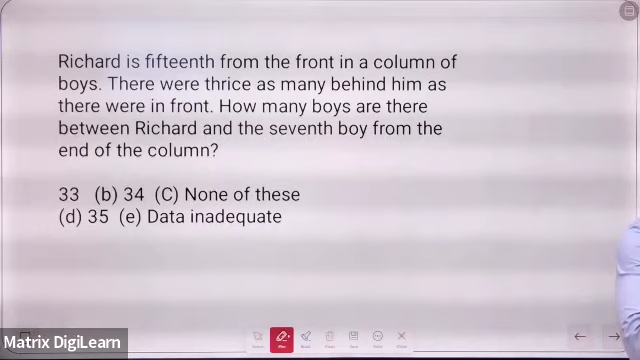 Richard is fifteenth from the front in a column of
boys. There were thrice as many behind him as
there were in front. How many boys are there
between Richard and the seventh boy from the
end of the column?
33 (b) 34 (C) None of these
(d) 35 (e) Data inadequate
Matrix DigiLearn